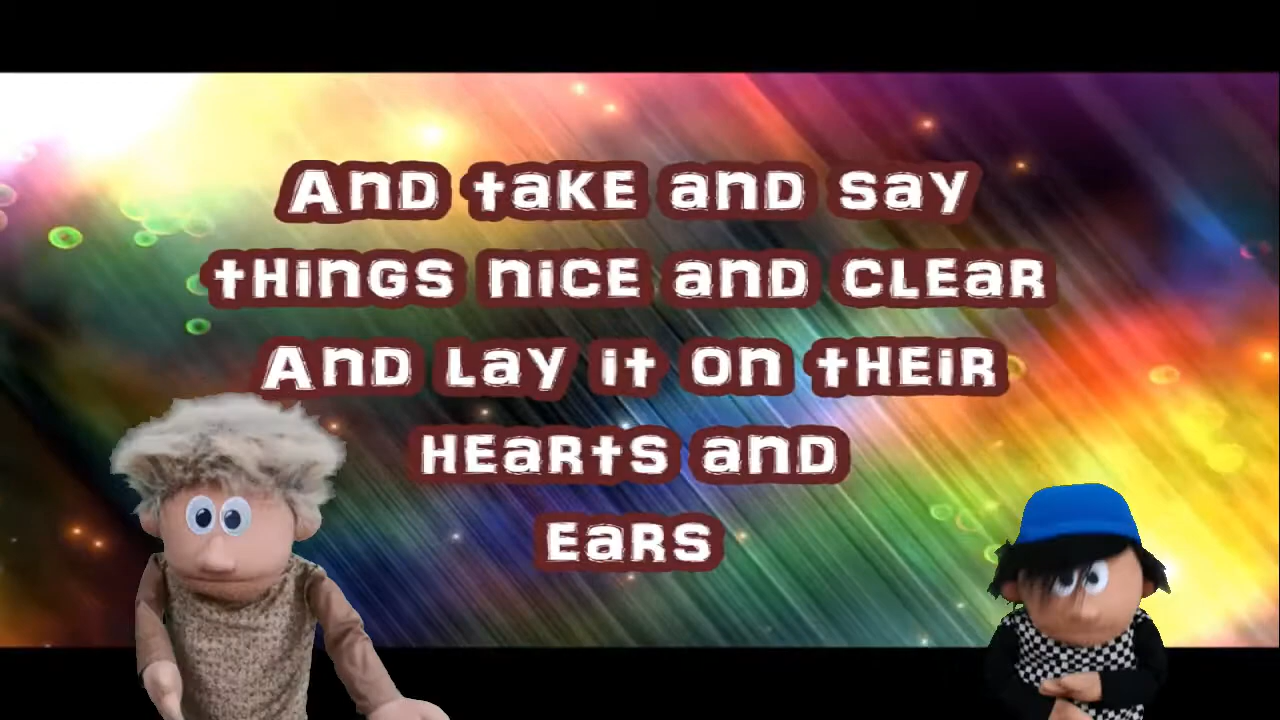 And take and say
things nice and clear
And lay it on their
hearts and
ears